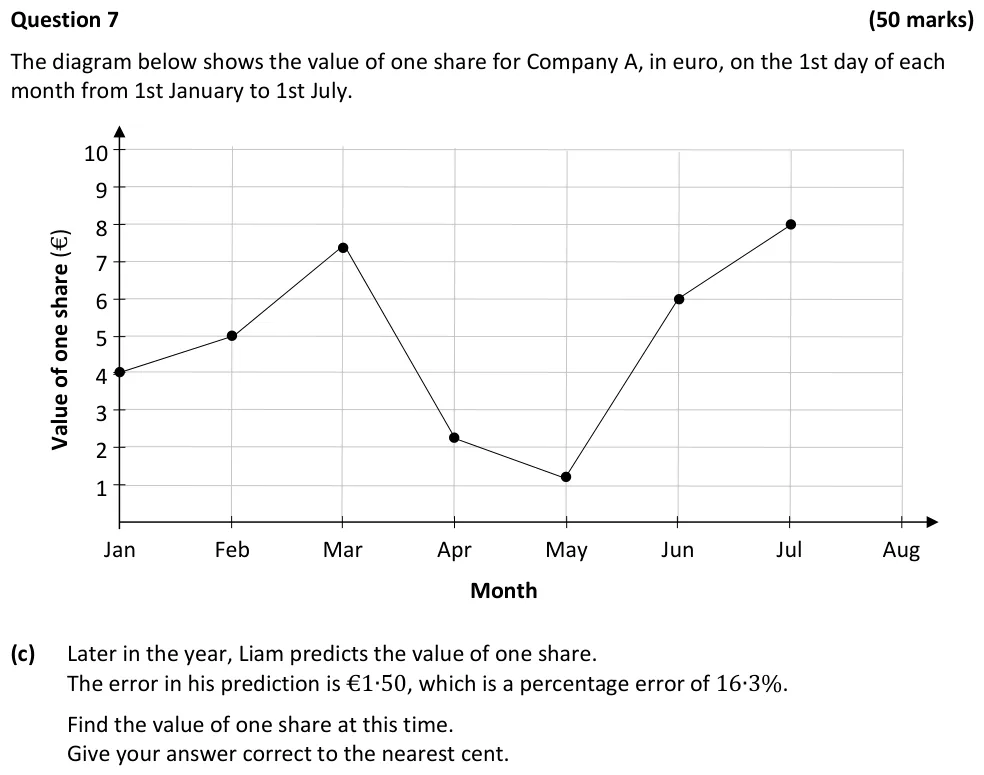 Question 7 (50 marks)
The diagram below shows the value of one share for Company A, in euro, on the 1st day of each
month from 1st January to 1st July.
10
9
8
7
6
5
4
3
2
1
Value of one share (€)
Jan Feb Mar Apr May Jun Jul Aug
Month
(c) Later in the year, Liam predicts the value of one share.
The error in his prediction is €1·50, which is a percentage error of 16·3%.
Find the value of one share at this time.
Give your answer correct to the nearest cent.